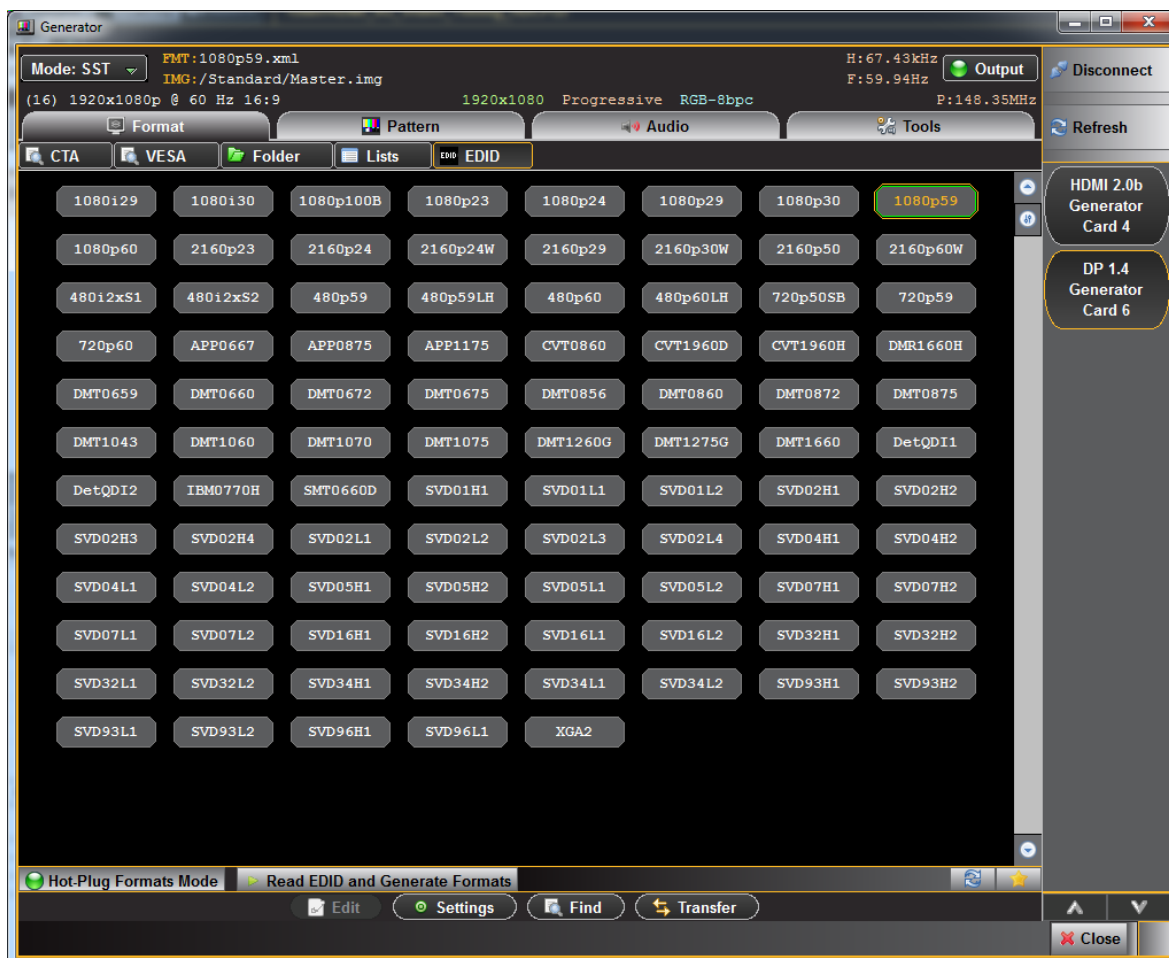 Generator
Mode: SST
FMT:1080p59.xml
IMG:/Standard/Master.img
H:67.43kHz
F:59.94Hz
Output
(16) 1920x1080p @ 60 Hz 16:9
1920x1080 Progressive RGB-8bpc
P:148.35MHz
Disconnect
Format Pattern Audio Tools
Refresh
CTA VESA Folder Lists EDID EDID
1080i29 1080i30 1080p100B 1080p23 1080p24 1080p29 1080p30 1080p59
1080p60 2160p23 2160p24 2160p24W 2160p29 2160p30W 2160p50 2160p60W
480i2xS1 480i2xS2 480p59 480p59LH 480p60 480p60LH 720p50SB 720p59
720p60 APP0667 APP0875 APP1175 CVT0860 CVT1960D CVT1960H DMR1660H
DMT0659 DMT0660 DMT0672 DMT0675 DMT0856 DMT0860 DMT0872 DMT0875
DMT1043 DMT1060 DMT1070 DMT1075 DMT1260G DMT1275G DMT1660 DetQDI1
DetQDI2 IBM0770H SMT0660D SVD01H1 SVD01L1 SVD01L2 SVD02H1 SVD02H2
SVD02H3 SVD02H4 SVD02L1 SVD02L2 SVD02L3 SVD02L4 SVD04H1 SVD04H2
SVD04L1 SVD04L2 SVD05H1 SVD05H2 SVD05L1 SVD05L2 SVD07H1 SVD07H2
SVD07L1 SVD07L2 SVD16H1 SVD16H2 SVD16L1 SVD16L2 SVD32H1 SVD32H2
SVD32L1 SVD32L2 SVD34H1 SVD34H2 SVD34L1 SVD34L2 SVD93H1 SVD93H2
SVD93L1 SVD93L2 SVD96H1 SVD96L1 XGA2
HDMI 2.0b
Generator
Card 4
DP 1.4
Generator
Card 6
Hot-Plug Formats Mode Read EDID and Generate Formats
Edit Settings Find Transfer
Close